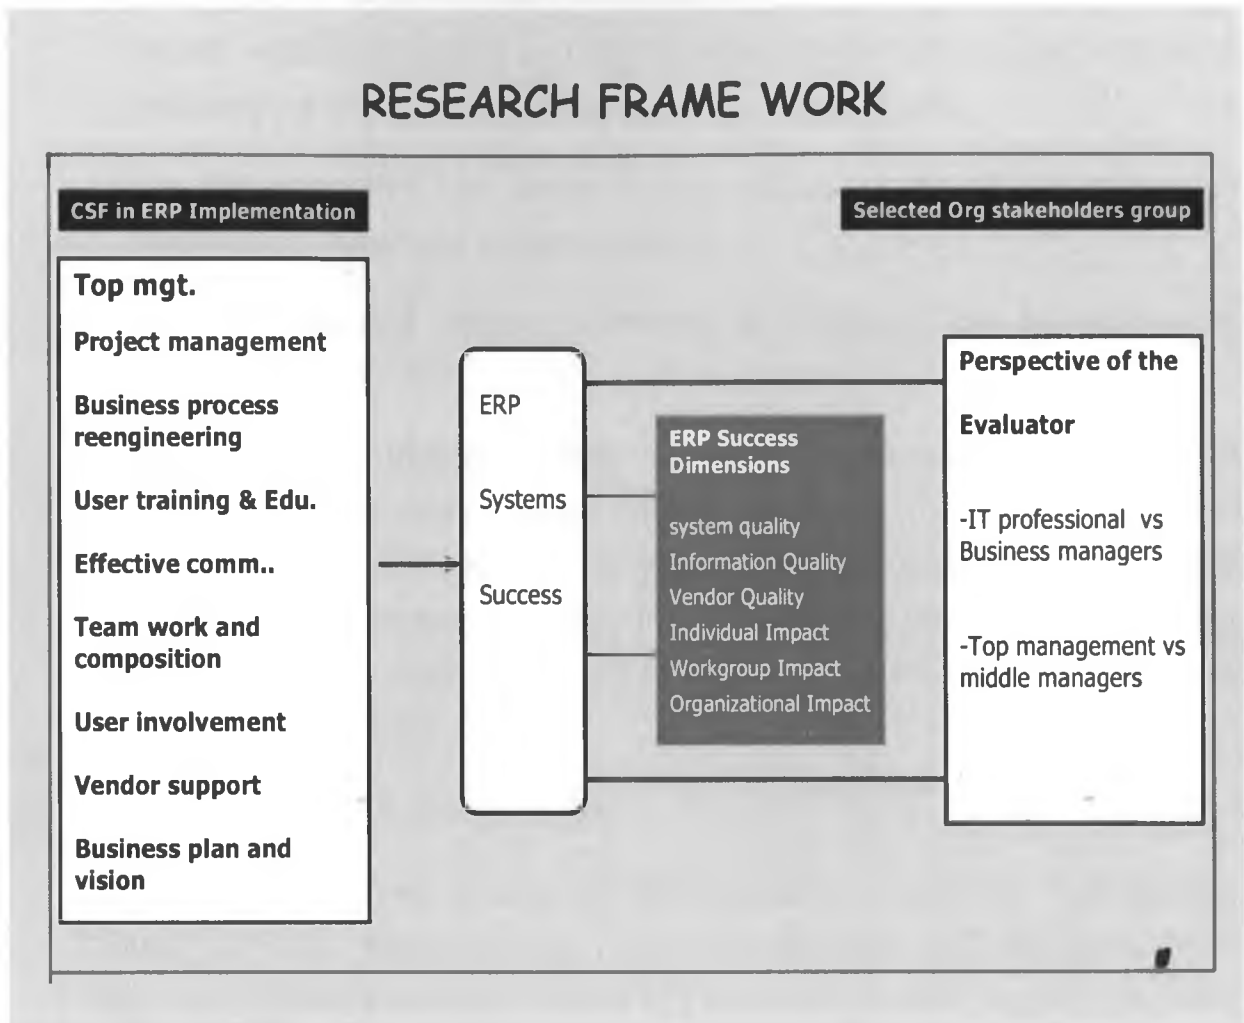 RESEARCH FRAME WORK
CSF in ERP Implementation
Selected Org stakeholders group
Top mgt.
Project management
Business process
reengineering
User training & Edu.
Effective comm..
Team work and
composition
User involvement
Vendor support
Business plan and
vision
ERP
Systems
Success
ERP Success
Dimensions
system quality
Information Quality
Vendor Quality
Individual Impact
Workgroup Impact
Organizational Impact
Perspective of the
Evaluator
-IT professional vs
Business managers
-Top management vs
middle managers